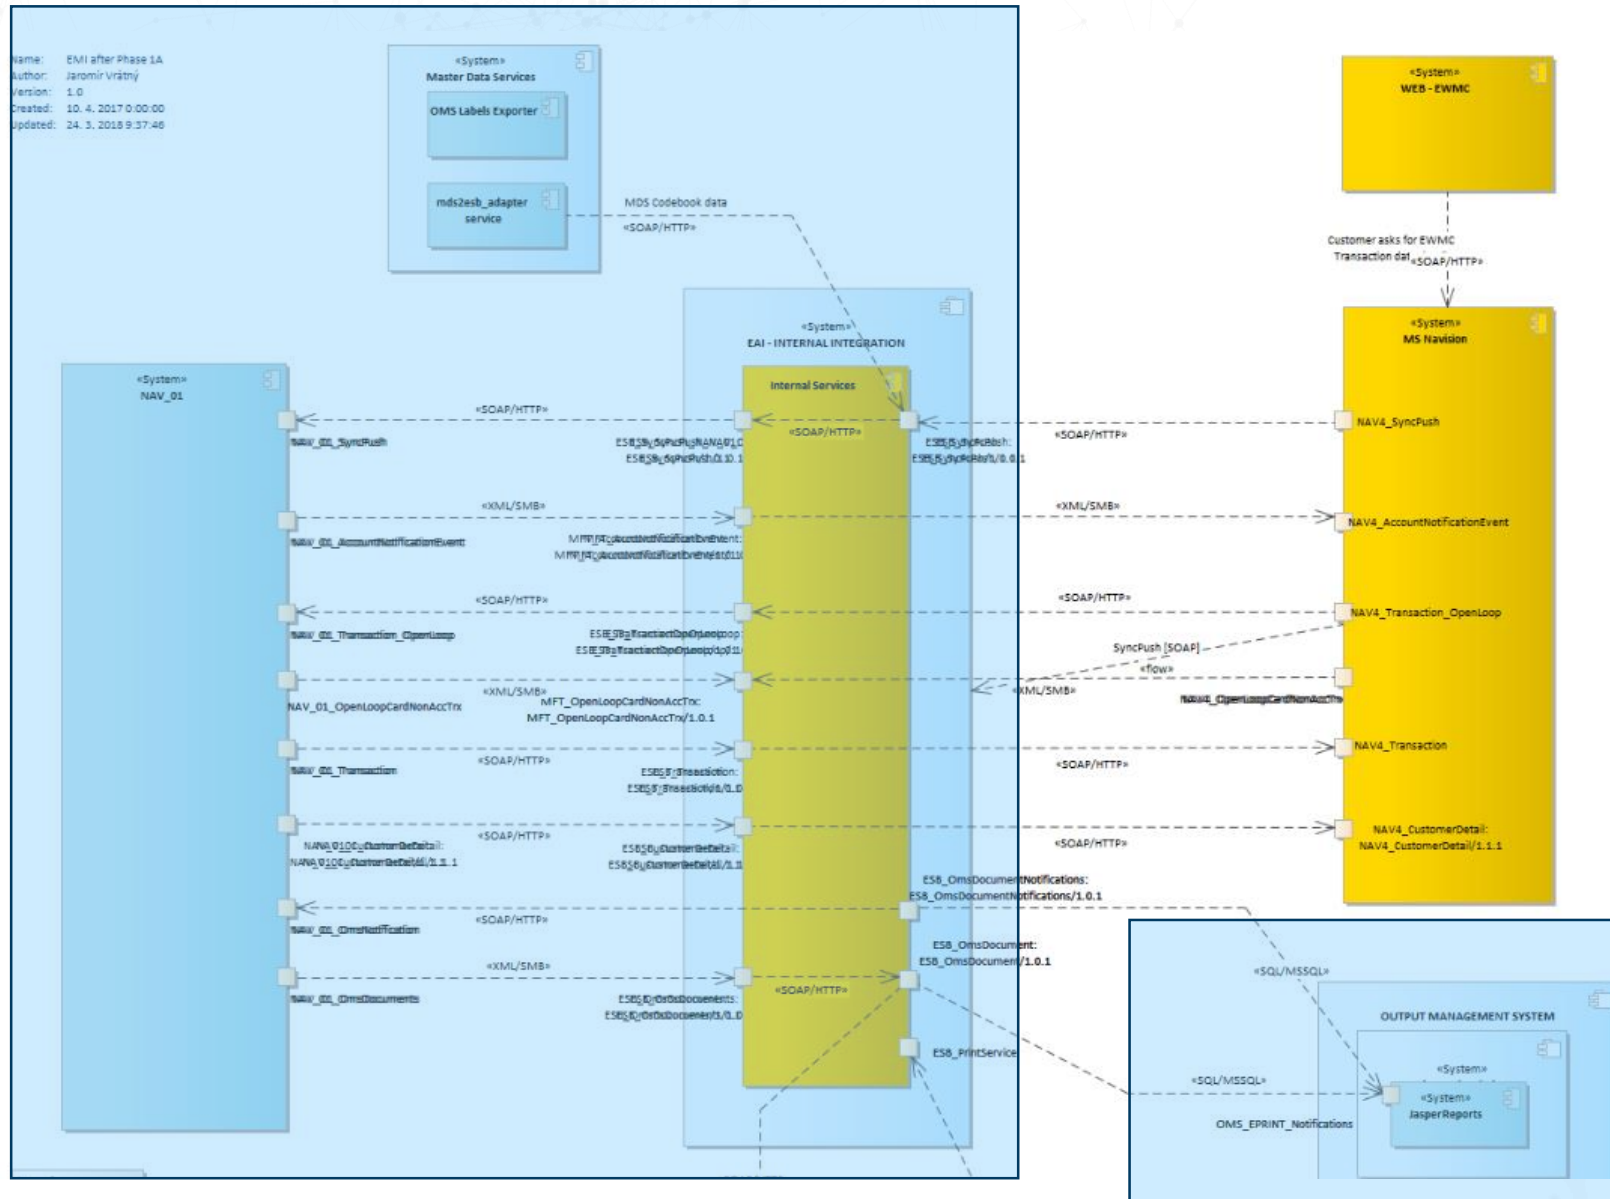 Name: EMI after Phase 1A
Author: Jaromír Vrátný
Version: 1.0
Created: 10. 4. 2017 0:00:00
Updated: 24. 3. 2018 9:37:46
«System»
Master Data Services
OMS Labels Exporter
mds2esb_adapter
service
MDS Codebook data
«SOAP/HTTP»
«System»
WEB - EWMC
Customer asks for EWMC
Transaction dat
«SOAP/HTTP»
«System»
MS Navision
«System»
EAI - INTERNAL INTEGRATION
Internal Services
«System»
NAV_01
«SOAP/HTTP»
«SOAP/HTTP»
«SOAP/HTTP»
NAV_01_SyncPush
NAV4_SyncPush
«XML/SMB»
«XML/SMB»
NAV_01_AccountNotificationEvent
NAV4_AccountNotificationEvent
«SOAP/HTTP»
«SOAP/HTTP»
NAV_01_Transaction_OpenLoop
NAV4_Transaction_OpenLoop
SyncPush [SOAP]
«flow»
«XML/SMB»
«XML/SMB»
NAV_01_OpenLoopCardNonAccTrx
MFT_OpenLoopCardNonAccTrx:
MFT_OpenLoopCardNonAccTrx/1.0.1
NAV4_OpenLoopCardNonAccTrx
«SOAP/HTTP»
«SOAP/HTTP»
NAV_01_Transaction
NAV4_Transaction
«SOAP/HTTP»
«SOAP/HTTP»
NAV4_CustomerDetail:
NAV4_CustomerDetail/1.1.1
ESB_OmsDocumentNotifications:
ESB_OmsDocumentNotifications/1.0.1
«SOAP/HTTP»
NAV_01_OmsNotification
«XML/SMB»
ESB_OmsDocument:
ESB_OmsDocument/1.0.1
«SOAP/HTTP»
NAV_01_OmsDocuments
ESB_PrintService
«SQL/MSSQL»
OUTPUT MANAGEMENT SYSTEM
«System»
«SQL/MSSQL»
«System»
JasperReports
OMS_EPRINT_Notifications